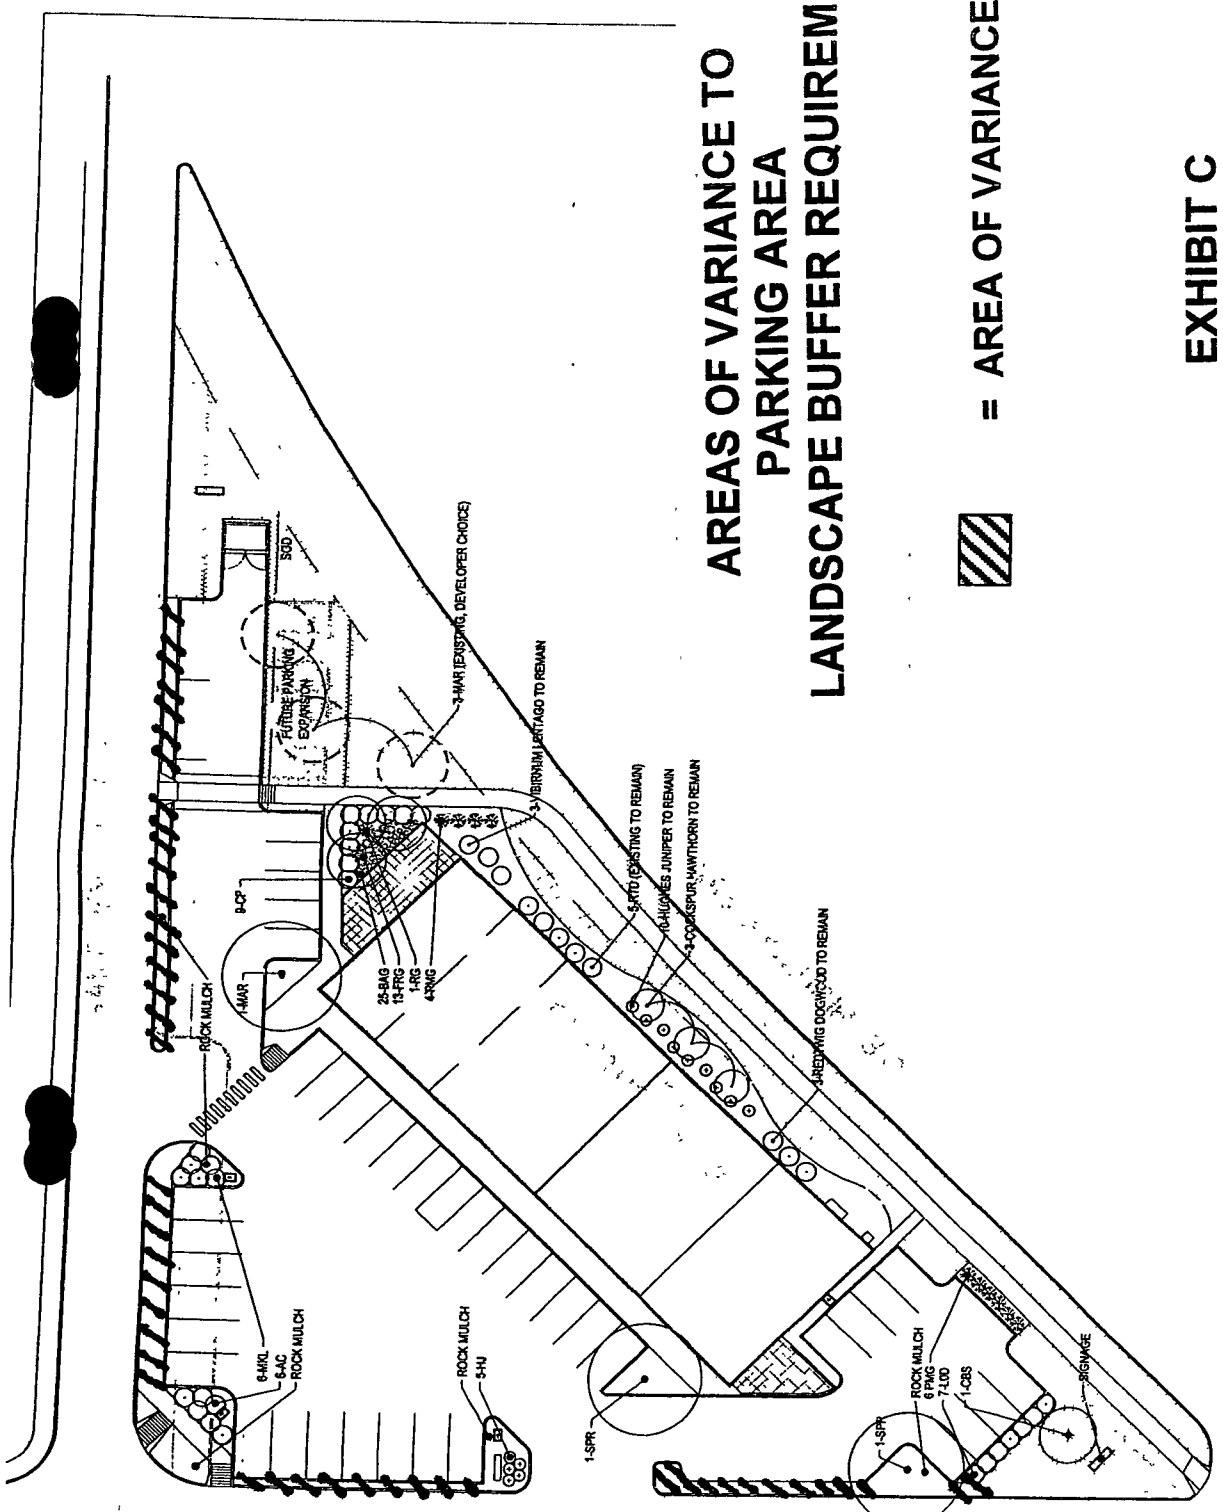 AREAS OF VARIANCE TO
PARKING AREA
LANDSCAPE BUFFER REQUIREM
= AREA OF VARIANCE
EXHIBIT C
SGD
FUTURE PARKING
EXPANSION
3-MAR (EXISTING, DEVELOPER CHOICE)
3-VIBIRNUM LENTAGO TO REMAIN
5-RTD (EXISTING TO REMAIN)
10-HUGHES JUNIPER TO REMAIN
3-COCKSPUR HAWTHORN TO REMAIN
3-REDTWIG DOGWOOD TO REMAIN
9-CP
1-MAR
25-BAG
13-FRG
1-RG
4-RMG
ROCK MULCH
6-MKL
6-AC
ROCK MULCH
ROCK MULCH
5-HJ
1-SPR
1-SPR
ROCK MULCH
6 PMG
7-LOD
1-CBS
SIGNAGE